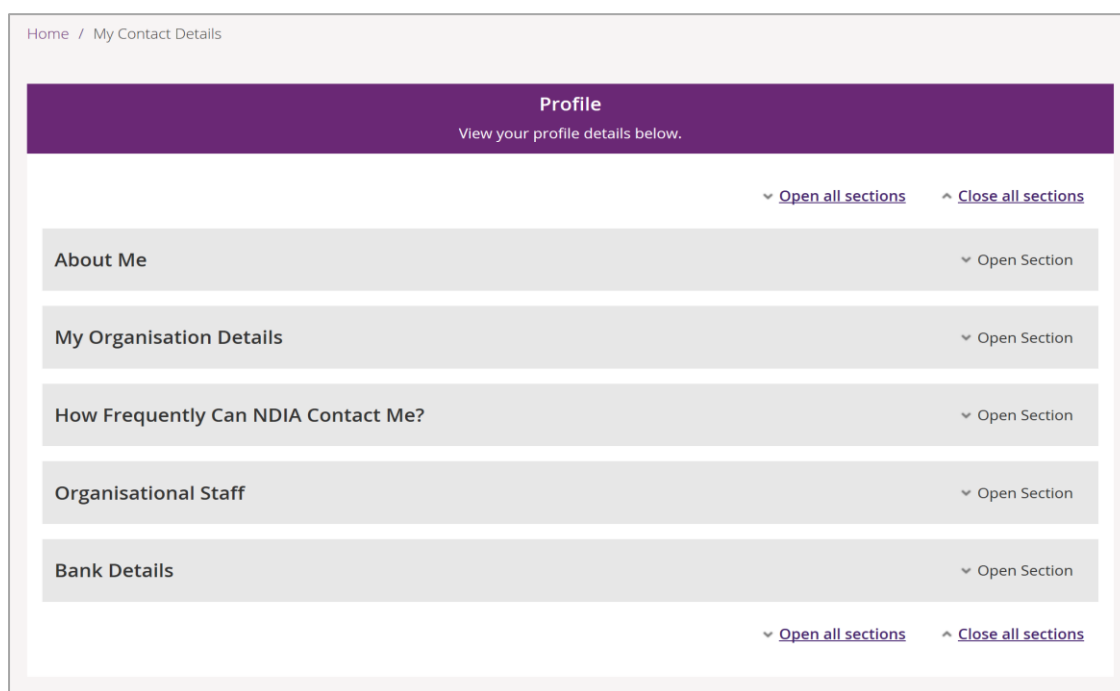 Home / My Contact Details
Profile
View your profile details below.
Open all sections Close all sections
About Me Open Section
My Organisation Details Open Section
How Frequently Can NDIA Contact Me? Open Section
Organisational Staff Open Section
Bank Details Open Section
Open all sections Close all sections